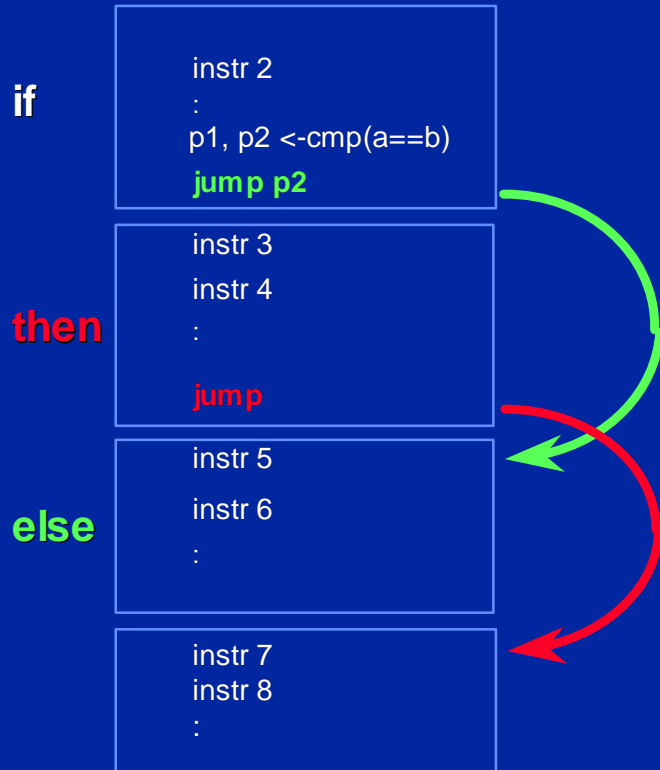 if
instr 2
:
p1, p2 <-cmp(a==b)
jump p2
then
instr 3
instr 4
:
jump
else
instr 5
instr 6
:
instr 7
instr 8
: